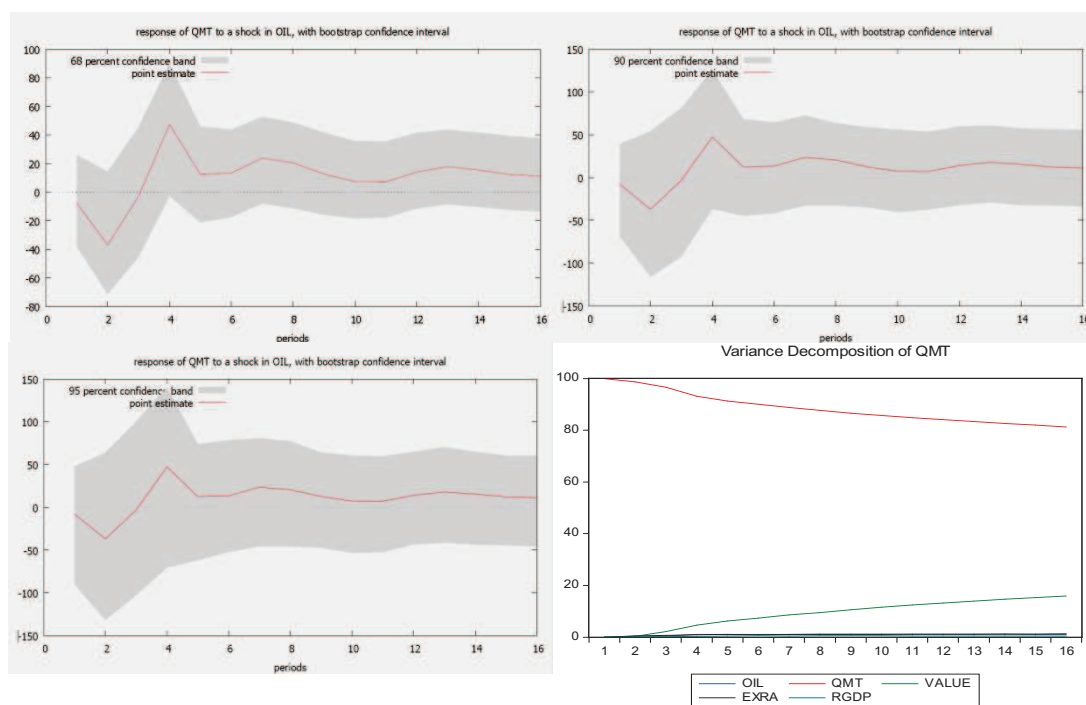 response of QMT to a shock in OIL, with bootstrap confidence interval
68 percent confidence band
point estimate
100
80
60
40
20
0
-20
-40
-60
-80
0 2 4 6 8 10 12 14 16
periods
response of QMT to a shock in OIL, with bootstrap confidence interval
90 percent confidence band
point estimate
150
100
50
0
-50
-100
-150
0 2 4 6 8 10 12 14 16
periods
response of QMT to a shock in OIL, with bootstrap confidence interval
95 percent confidence band
point estimate
150
100
50
0
-50
-100
-150
0 2 4 6 8 10 12 14 16
periods
Variance Decomposition of QMT
100
80
60
40
20
0
1 2 3 4 5 6 7 8 9 10 11 12 13 14 15 16
OIL QMT VALUE
EXRA RGDP